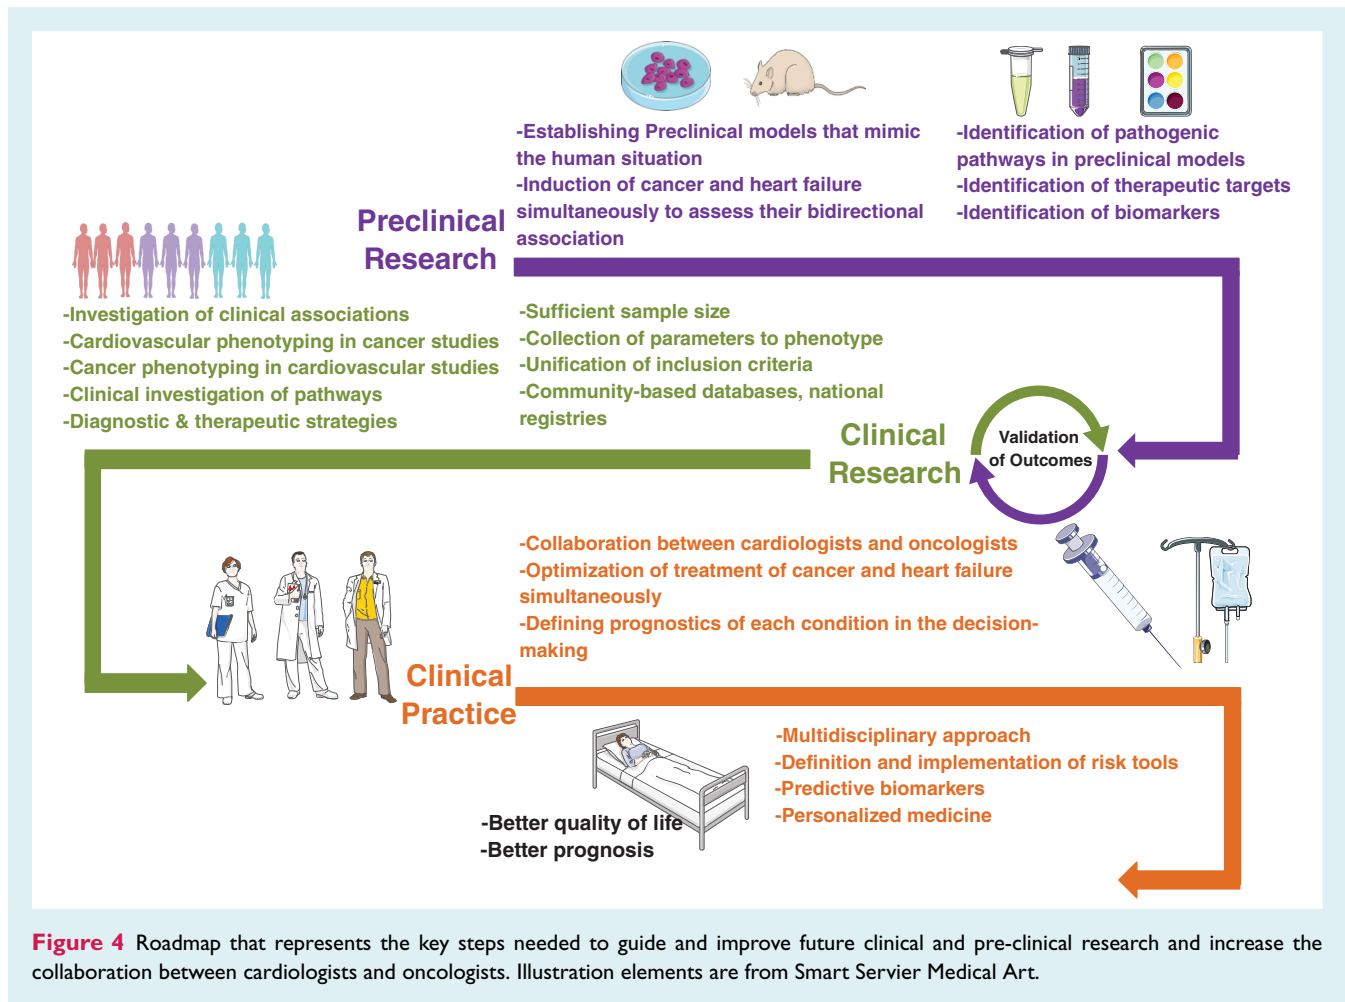 -Establishing Preclinical models that mimic
the human situation
-Induction of cancer and heart failure
simultaneously to assess their bidirectional
association
-Identification of pathogenic
pathways in preclinical models
-Identification of therapeutic targets
-Identification of biomarkers
Preclinical
Research
-Investigation of clinical associations
-Cardiovascular phenotyping in cancer studies
-Cancer phenotyping in cardiovascular studies
-Clinical investigation of pathways
-Diagnostic & therapeutic strategies
-Sufficient sample size
-Collection of parameters to phenotype
-Unification of inclusion criteria
-Community-based databases, national
registries
Clinical
Research
Validation
of Outcomes
-Collaboration between cardiologists and oncologists
-Optimization of treatment of cancer and heart failure
simultaneously
-Defining prognostics of each condition in the decision-
making
Clinical
Practice
-Multidisciplinary approach
-Definition and implementation of risk tools
-Predictive biomarkers
-Personalized medicine
-Better quality of life
-Better prognosis
Figure 4 Roadmap that represents the key steps needed to guide and improve future clinical and pre-clinical research and increase the
collaboration between cardiologists and oncologists. Illustration elements are from Smart Servier Medical Art.